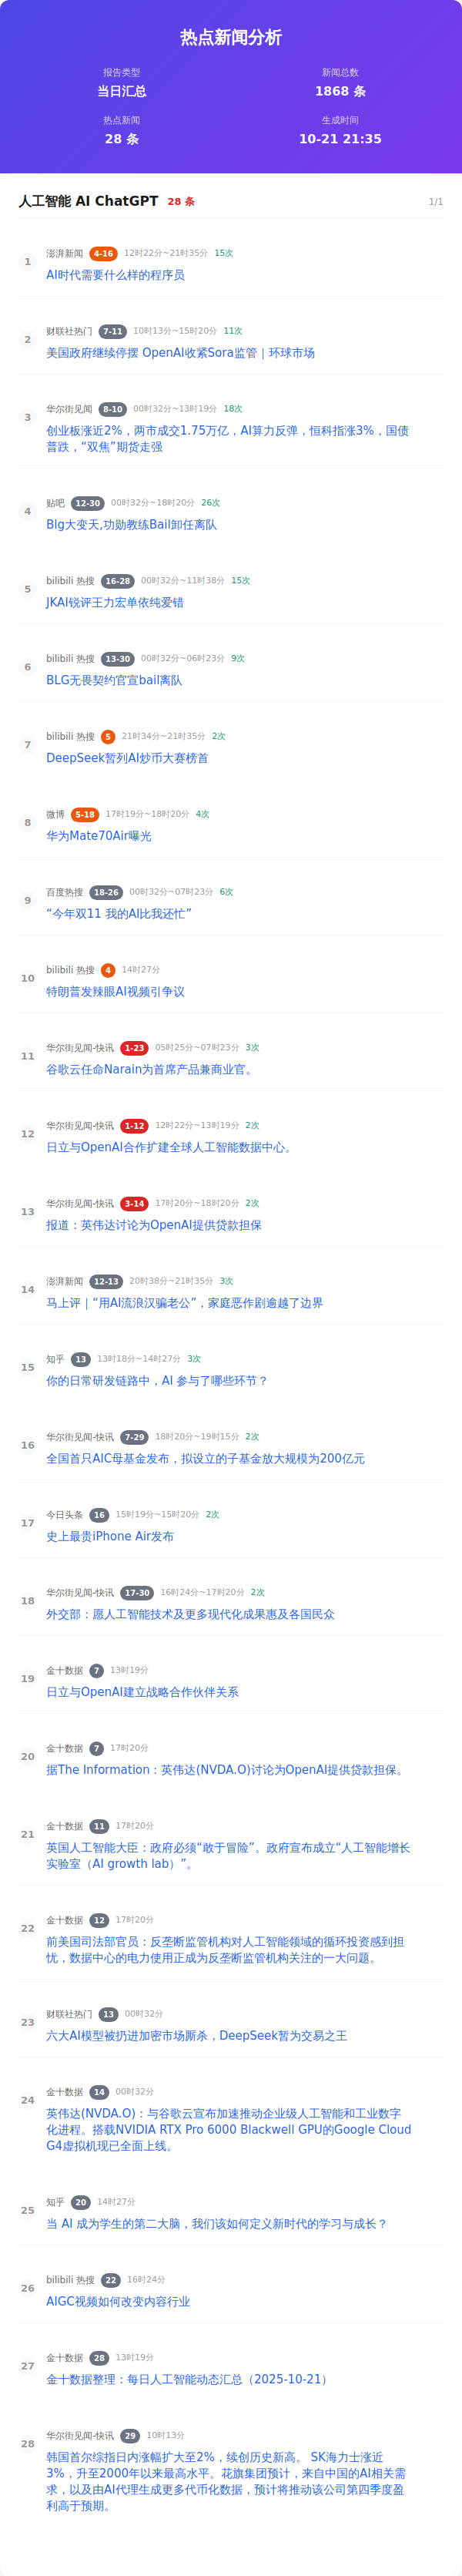 热点新闻分析
报告类型
新闻总数
当日汇总
1868 条
热点新闻
生成时间
28 条
10-21 21:35
人工智能 AI ChatGPT 28 条 1/1
1 澎湃新闻 4-16 12时22分~21时35分 15次
AI时代需要什么样的程序员
2 财联社热门 7-11 10时13分~15时20分 11次
美国政府继续停摆 OpenAI收紧Sora监管｜环球市场
3 华尔街见闻 8-10 00时32分~13时19分 18次
创业板涨近2%，两市成交1.75万亿，AI算力反弹，恒科指涨3%，国债
普跌，“双焦”期货走强
4 贴吧 12-30 00时32分~18时20分 26次
Blg大变天,功勋教练Bail卸任离队
5 bilibili 热搜 16-28 00时32分~11时38分 15次
JKAI锐评王力宏单依纯爱错
6 bilibili 热搜 13-30 00时32分~06时23分 9次
BLG无畏契约官宣bail离队
7 bilibili 热搜 5 21时34分~21时35分 2次
DeepSeek暂列AI炒币大赛榜首
8 微博 5-18 17时19分~18时20分 4次
华为Mate70Air曝光
9 百度热搜 18-26 00时32分~07时23分 6次
“今年双11 我的AI比我还忙”
10 bilibili 热搜 4 14时27分
特朗普发辣眼AI视频引争议
11 华尔街见闻-快讯 1-23 05时25分~07时23分 3次
谷歌云任命Narain为首席产品兼商业官。
12 华尔街见闻-快讯 1-12 12时22分~13时19分 2次
日立与OpenAI合作扩建全球人工智能数据中心。
13 华尔街见闻-快讯 3-14 17时20分~18时20分 2次
报道：英伟达讨论为OpenAI提供贷款担保
14 澎湃新闻 12-13 20时38分~21时35分 3次
马上评｜“用AI流浪汉骗老公”，家庭恶作剧逾越了边界
15 知乎 13 13时18分~14时27分 3次
你的日常研发链路中，AI 参与了哪些环节？
16 华尔街见闻-快讯 7-29 18时20分~19时15分 2次
全国首只AIC母基金发布，拟设立的子基金放大规模为200亿元
17 今日头条 16 15时19分~15时20分 2次
史上最贵iPhone Air发布
18 华尔街见闻-快讯 17-30 16时24分~17时20分 2次
外交部：愿人工智能技术及更多现代化成果惠及各国民众
19 金十数据 7 13时19分
日立与OpenAI建立战略合作伙伴关系
20 金十数据 7 17时20分
据The Information：英伟达(NVDA.O)讨论为OpenAI提供贷款担保。
21 金十数据 11 17时20分
英国人工智能大臣：政府必须“敢于冒险”。政府宣布成立“人工智能增长
实验室（AI growth lab）”。
22 金十数据 12 17时20分
前美国司法部官员：反垄断监管机构对人工智能领域的循环投资感到担
忧，数据中心的电力使用正成为反垄断监管机构关注的一大问题。
23 财联社热门 13 00时32分
六大AI模型被扔进加密市场厮杀，DeepSeek暂为交易之王
24 金十数据 14 00时32分
英伟达(NVDA.O)：与谷歌云宣布加速推动企业级人工智能和工业数字
化进程。搭载NVIDIA RTX Pro 6000 Blackwell GPU的Google Cloud
G4虚拟机现已全面上线。
25 知乎 20 14时27分
当 AI 成为学生的第二大脑，我们该如何定义新时代的学习与成长？
26 bilibili 热搜 22 16时24分
AIGC视频如何改变内容行业
27 金十数据 28 13时19分
金十数据整理：每日人工智能动态汇总（2025-10-21）
28 华尔街见闻-快讯 29 10时13分
韩国首尔综指日内涨幅扩大至2%，续创历史新高。 SK海力士涨近
3%，升至2000年以来最高水平。花旗集团预计，来自中国的AI相关需
求，以及由AI代理生成更多代币化数据，预计将推动该公司第四季度盈
利高于预期。